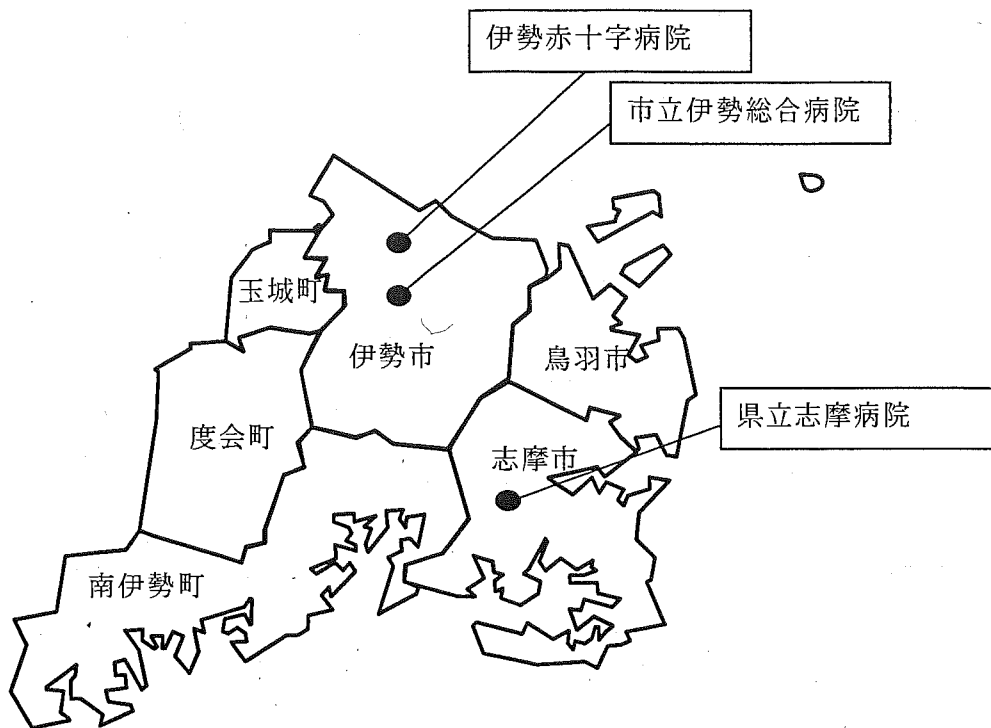 伊勢赤十字病院
市立伊勢総合病院
玉城町
伊勢市
鳥羽市
県立志摩病院
度会町
志摩市
南伊勢町